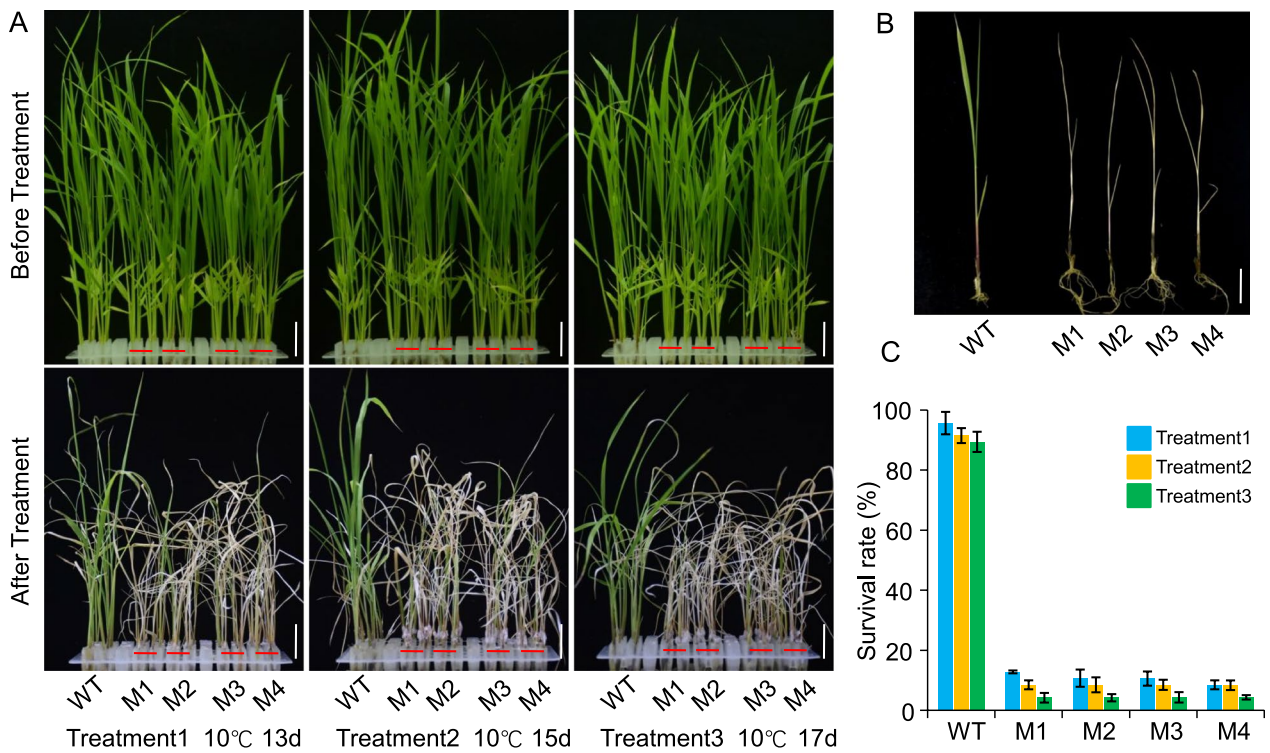 A
Before Treatment
After Treatment
WT M1 M2 M3 M4
WT M1 M2 M3 M4
WT M1 M2 M3 M4
Treatment1 10℃ 13d
Treatment2 10℃ 15d
Treatment3 10℃ 17d
B
WT M1 M2 M3 M4
C
Survival rate (%)
100
80
60
40
20
0
Treatment1
Treatment2
Treatment3
WT M1 M2 M3 M4